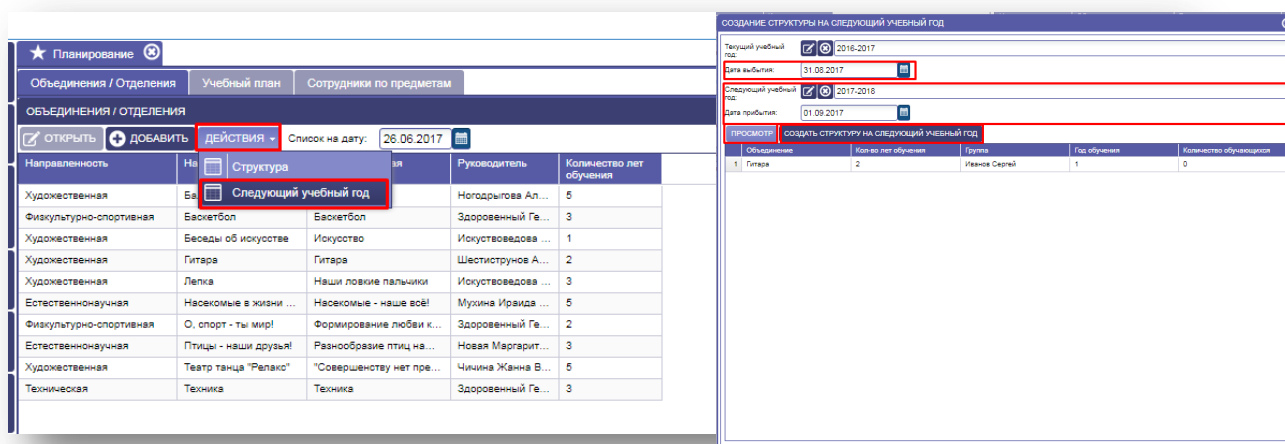 Планирование
Объединения / Отделения Учебный план Сотрудники по предметам
ОБЪЕДИНЕНИЯ / ОТДЕЛЕНИЯ
ОТКРЫТЬ ДОБАВИТЬ ДЕЙСТВИЯ Список на дату: 26.06.2017
Направленность На ая Руководитель Количество лет обучения
Структура
Следующий учебный год
Художественная Ба Ногодрыгова Ал... 5
Физкультурно-спортивная Баскетбол Баскетбол Здоровенный Ге... 3
Художественная Беседы об искусстве Искусство Искуствоведова ... 1
Художественная Гитара Гитара Шестиструнов А... 2
Художественная Лепка Наши ловкие пальчики Искуствоведова ... 3
Естественнонаучная Насекомые в жизни ... Насекомые - наше всё! Мухина Ираида ... 5
Физкультурно-спортивная О, спорт - ты мир! Формирование любви к... Здоровенный Ге... 2
Естественнонаучная Птицы - наши друзья! Разнообразие птиц на... Новая Маргарит... 3
Художественная Театр танца "Релакс" "Совершенству нет пре... Чичина Жанна В... 5
Техническая Техника Техника Здоровенный Ге... 3
СОЗДАНИЕ СТРУКТУРЫ НА СЛЕДУЮЩИЙ УЧЕБНЫЙ ГОД
Текущий учебный год: 2016-2017
Дата выбытия: 31.08.2017
Следующий учебный год: 2017-2018
Дата прибытия: 01.09.2017
ПРОСМОТР СОЗДАТЬ СТРУКТУРУ НА СЛЕДУЮЩИЙ УЧЕБНЫЙ ГОД
Объединение Кол-во лет обучения Группа Год обучения Количество обучающихся
1 Гитара 2 Иванов Сергей 1 0